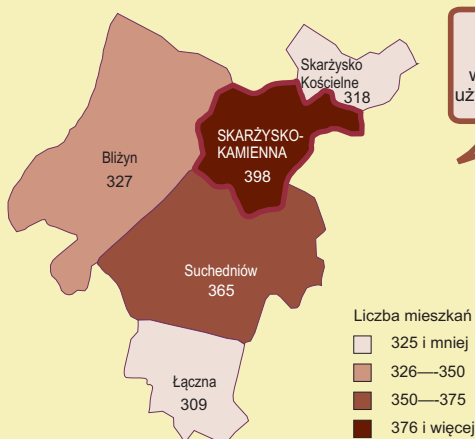 Skarżysko
Kościelne
318
w
uż
SKARŻYSKO-
KAMIENNA
398
Bliżyn
327
Suchedniów
365
Łączna
309
Liczba mieszkań
325 i mniej
326—-350
350—-375
376 i więcej